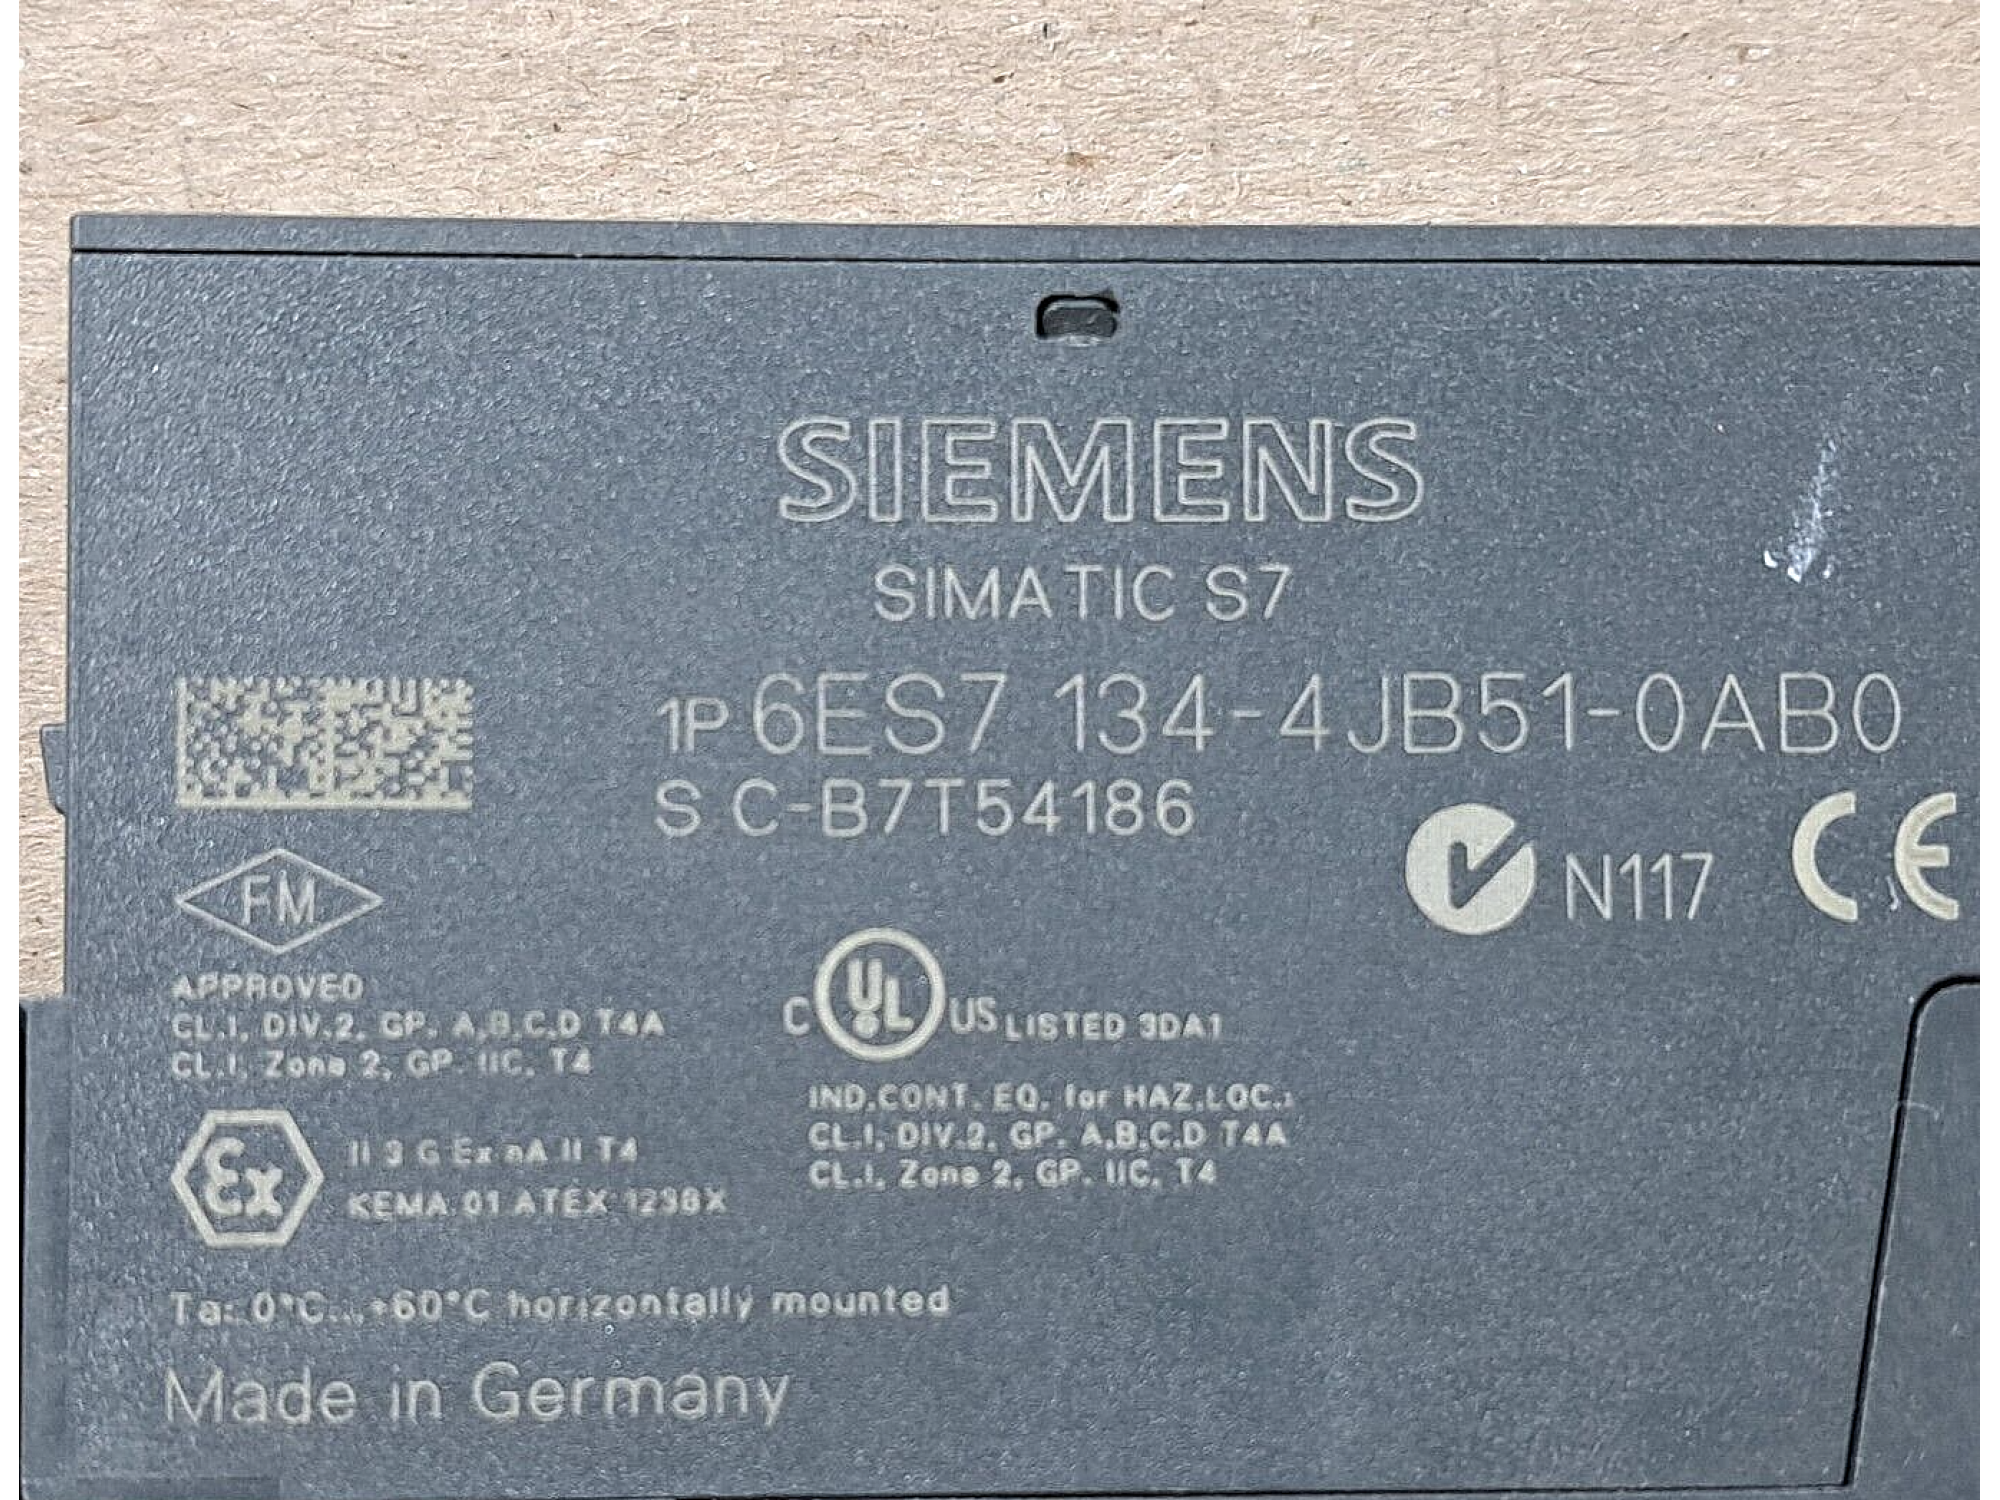 SIEMENS
SIMATIC S7
1P 6ES7 134-4JB51-0AB0
S C-B7T54186
N117 CE
FM
APPROVED
CL.I, DIV.2, GP. A,B,C,D T4A
CL.I, Zone 2, GP. IIC, T4
C UL US LISTED 3DA1
IND.CONT. EQ. for HAZ.LOC.:
CL.I, DIV.2, GP. A,B,C,D T4A
CL.I, Zone 2, GP. IIC, T4
Ex II 3 G Ex nA II T4
KEMA 01 ATEX 1238X
Ta: 0°C...+60°C horizontally mounted
Made in Germany